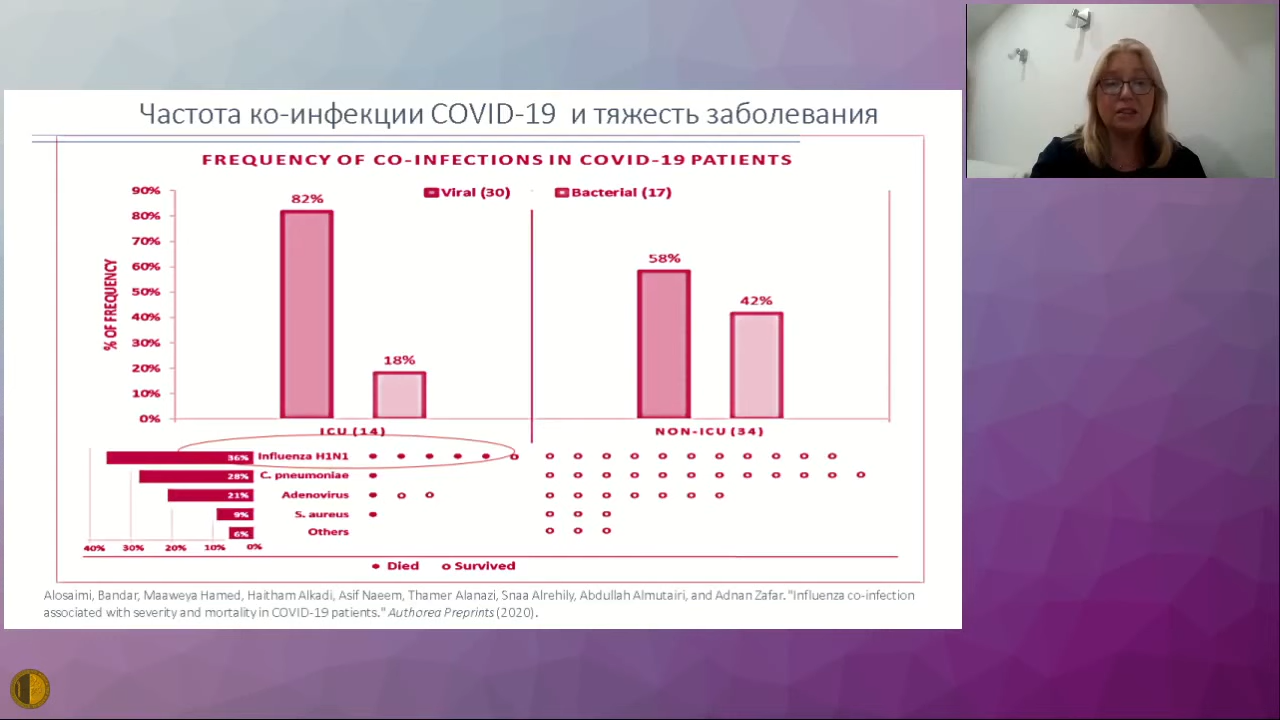 Частота ко-инфекции COVID-19 и тяжесть заболевания
FREQUENCY OF CO-INFECTIONS IN COVID-19 PATIENTS
Viral (30) Bacterial (17)
% OF FREQUENCY
90%
80%
70%
60%
50%
40%
30%
20%
10%
0%
82%
18%
58%
42%
ICU (14) NON-ICU (34)
36% Influenza H1N1
28% C. pneumoniae
21% Adenovirus
9% S. aureus
6% Others
40% 30% 20% 10% 0%
Died Survived
Alosaimi, Bandar, Maaweya Hamed, Haitham Alkadi, Asif Naeem, Thamer Alanazi, Snaa Alrehily, Abdullah Almutairi, and Adnan Zafar. "Influenza co-infection
associated with severity and mortality in COVID-19 patients." Authorea Preprints (2020).